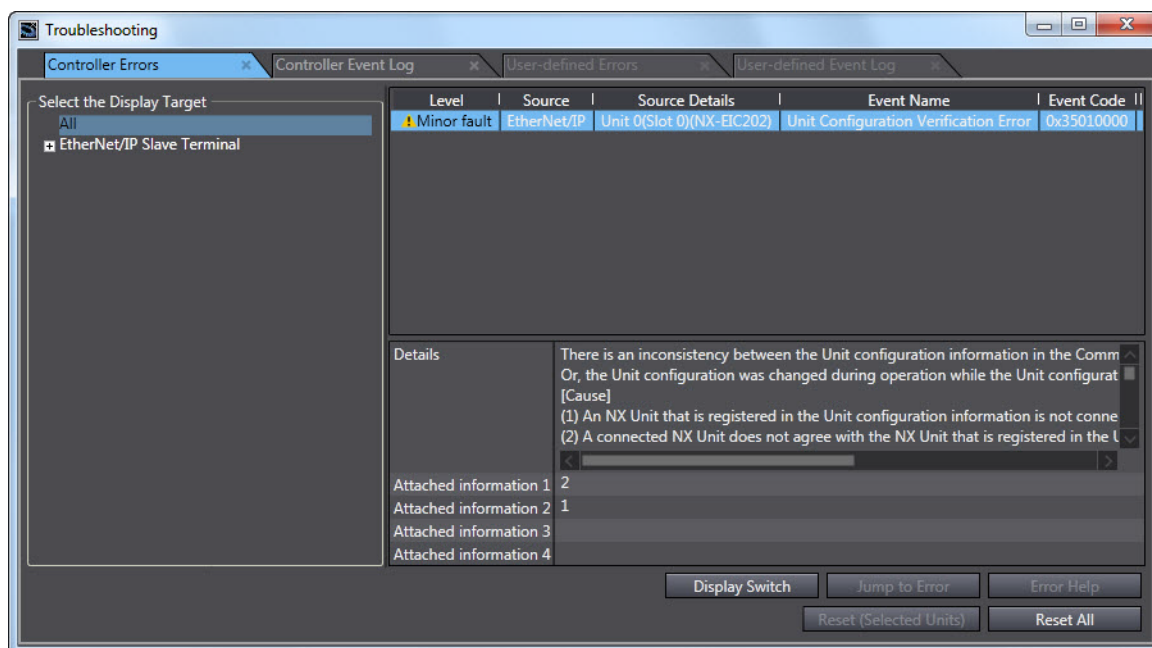 Troubleshooting
Controller Errors
Controller Event Log
User-defined Errors
User-defined Event Log
Select the Display Target
All
EtherNet/IP Slave Terminal
Level Source Source Details Event Name Event Code
Minor fault EtherNet/IP Unit 0(Slot 0)(NX-EIC202) Unit Configuration Verification Error 0x35010000
Details
There is an inconsistency between the Unit configuration information in the Comm
Or, the Unit configuration was changed during operation while the Unit configurat
[Cause]
(1) An NX Unit that is registered in the Unit configuration information is not conne
(2) A connected NX Unit does not agree with the NX Unit that is registered in the
Attached information 1 2
Attached information 2 1
Attached information 3
Attached information 4
Display Switch Jump to Error Error Help
Reset (Selected Units) Reset All